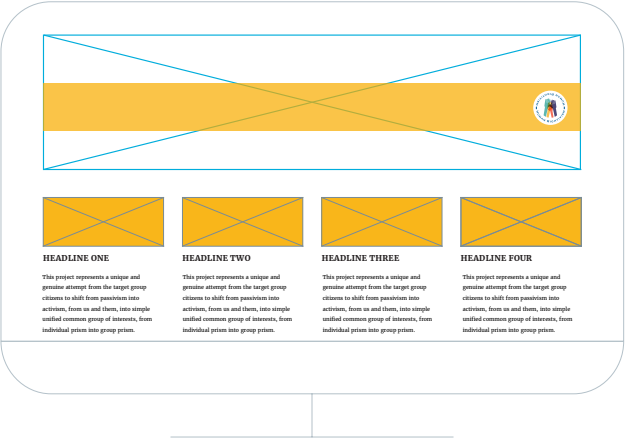 HEADLINE ONE
This project represents a unique and
genuine attempt from the target group
citizens to shift from passivism into
activism, from us and them, into simple
unified common group of interests, from
individual prism into group prism.
HEADLINE TWO
This project represents a unique and
genuine attempt from the target group
citizens to shift from passivism into
activism, from us and them, into simple
unified common group of interests, from
individual prism into group prism.
HEADLINE THREE
This project represents a unique and
genuine attempt from the target group
citizens to shift from passivism into
activism, from us and them, into simple
unified common group of interests, from
individual prism into group prism.
HEADLINE FOUR
This project represents a unique and
genuine attempt from the target group
citizens to shift from passivism into
activism, from us and them, into simple
unified common group of interests, from
individual prism into group prism.